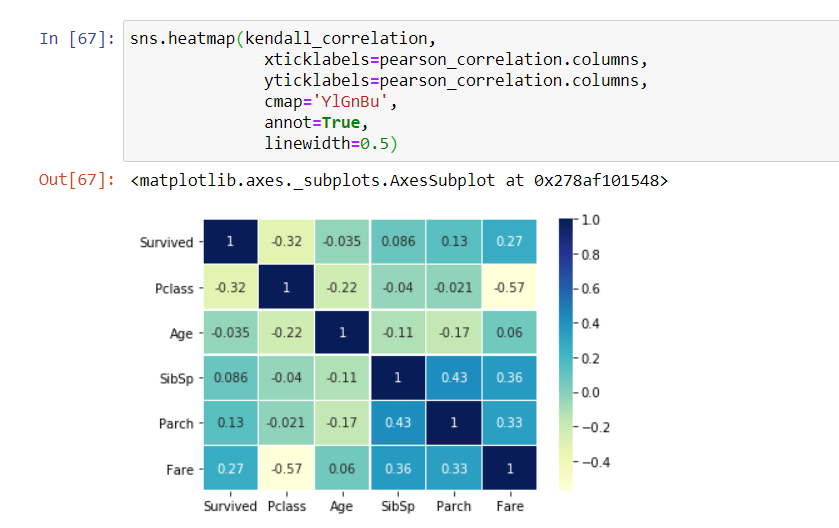 In [67]: sns.heatmap(kendall_correlation,
xticklabels=pearson_correlation.columns,
yticklabels=pearson_correlation.columns,
cmap='YlGnBu',
annot=True,
linewidth=0.5)
Out[67]: <matplotlib.axes._subplots.AxesSubplot at 0x278af101548>
Survived 1 -0.32 -0.035 0.086 0.13 0.27
Pclass -0.32 1 -0.22 -0.04 -0.021 -0.57
Age -0.035 -0.22 1 -0.11 -0.17 0.06
SibSp 0.086 -0.04 -0.11 1 0.43 0.36
Parch 0.13 -0.021 -0.17 0.43 1 0.33
Fare 0.27 -0.57 0.06 0.36 0.33 1
Survived Pclass Age SibSp Parch Fare
1.0
0.8
0.6
0.4
0.2
0.0
−0.2
−0.4